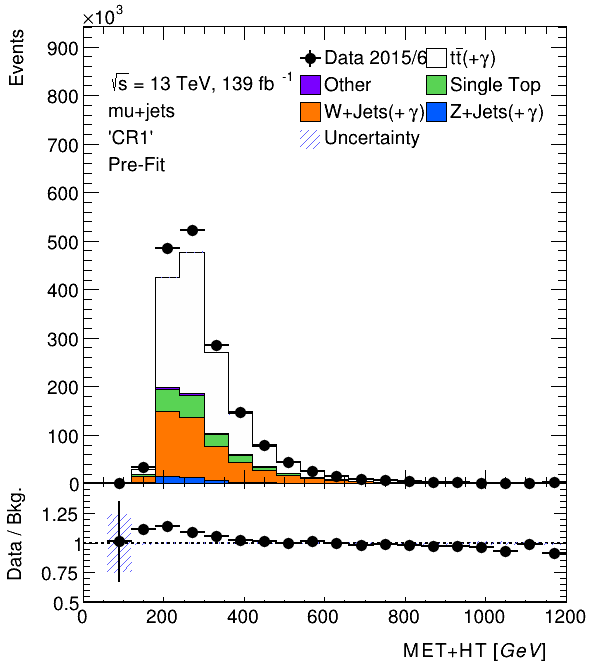 ×10³
Events
900
800
700
600
500
400
300
200
100
0
√s = 13 TeV, 139 fb⁻¹
mu+jets
'CR1'
Pre-Fit
Data 2015/6
tt̄(+γ)
Other
Single Top
W+Jets(+γ)
Z+Jets(+γ)
Uncertainty
Data / Bkg.
1.25
1
0.75
0.5
0 200 400 600 800 1000 1200
MET+HT [GeV]